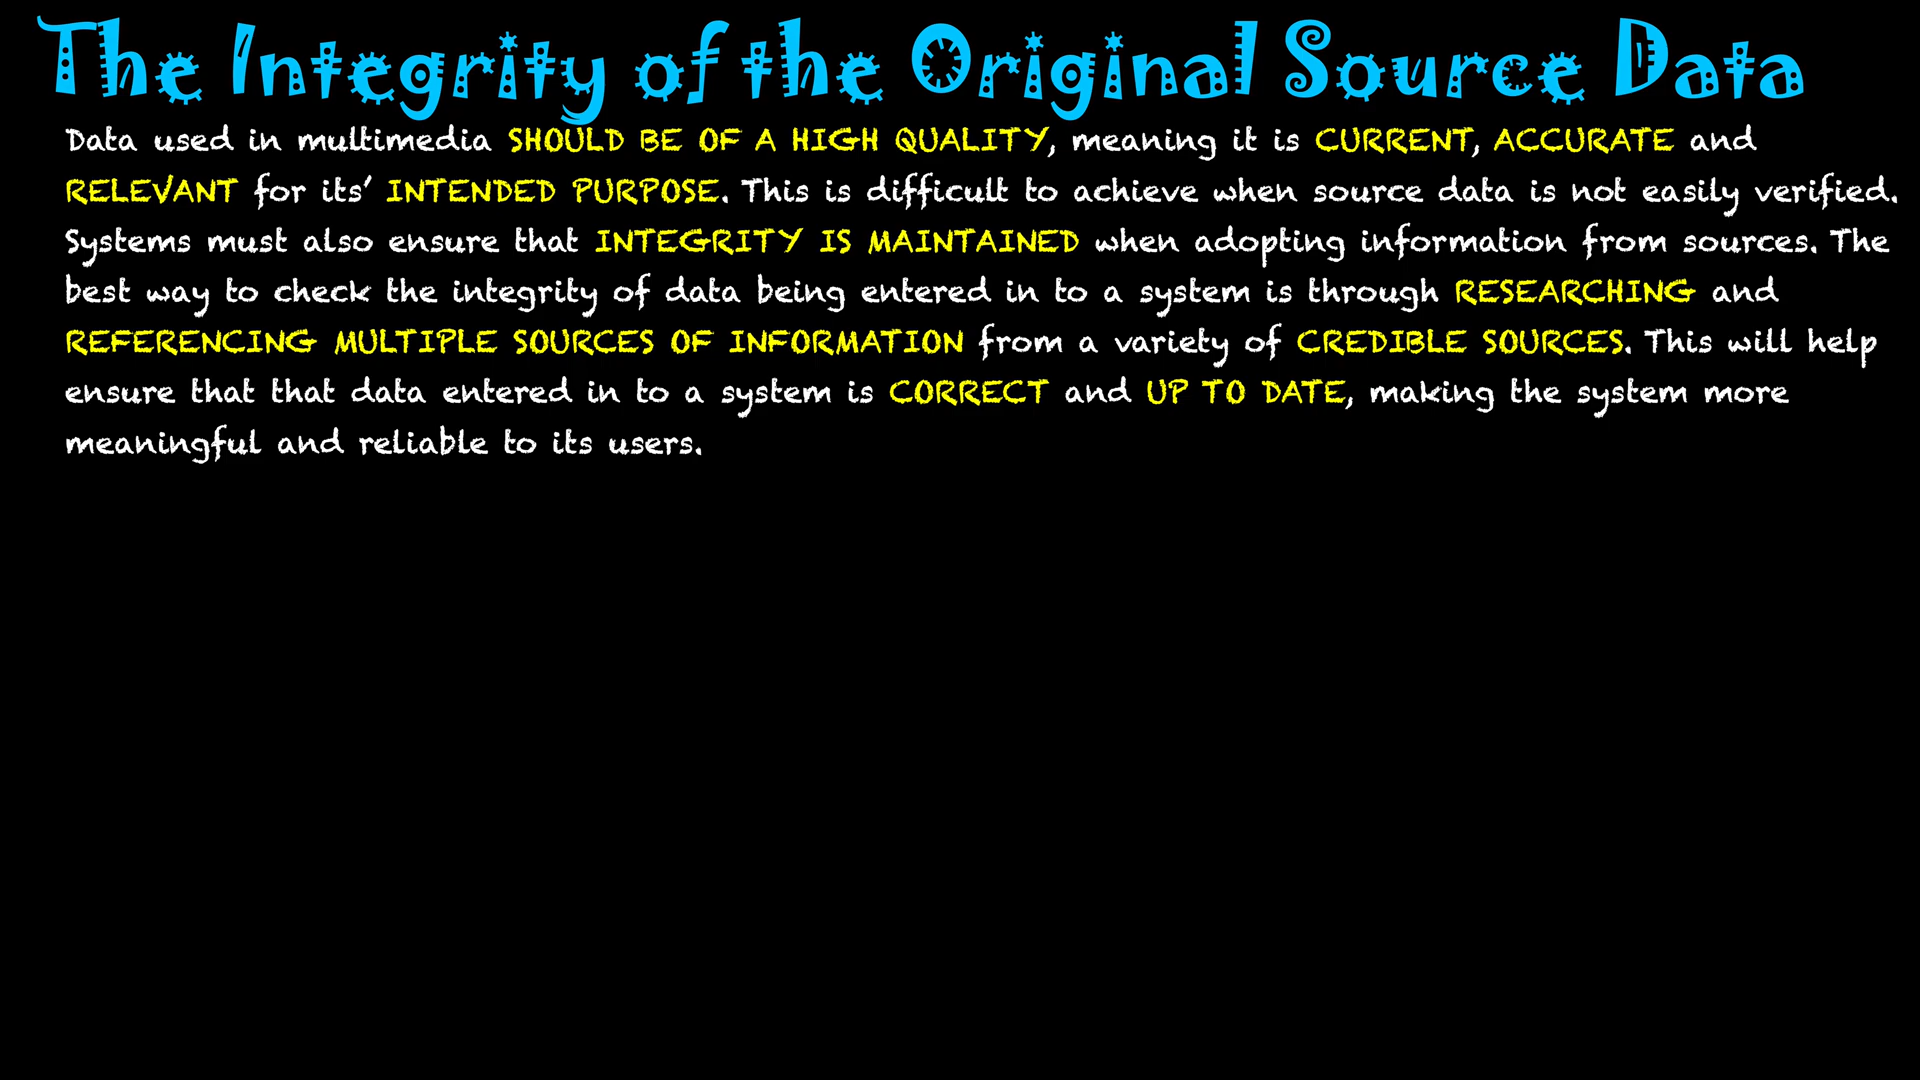 The Integrity of the Original Source Data
Data used in multimedia SHOULD BE OF A HIGH QUALITY, meaning it is CURRENT, ACCURATE and
RELEVANT for its’ INTENDED PURPOSE. This is difficult to achieve when source data is not easily verified.
Systems must also ensure that INTEGRITY IS MAINTAINED when adopting information from sources. The
best way to check the integrity of data being entered in to a system is through RESEARCHING and
REFERENCING MULTIPLE SOURCES OF INFORMATION from a variety of CREDIBLE SOURCES. This will help
ensure that that data entered in to a system is CORRECT and UP TO DATE, making the system more
meaningful and reliable to its users.